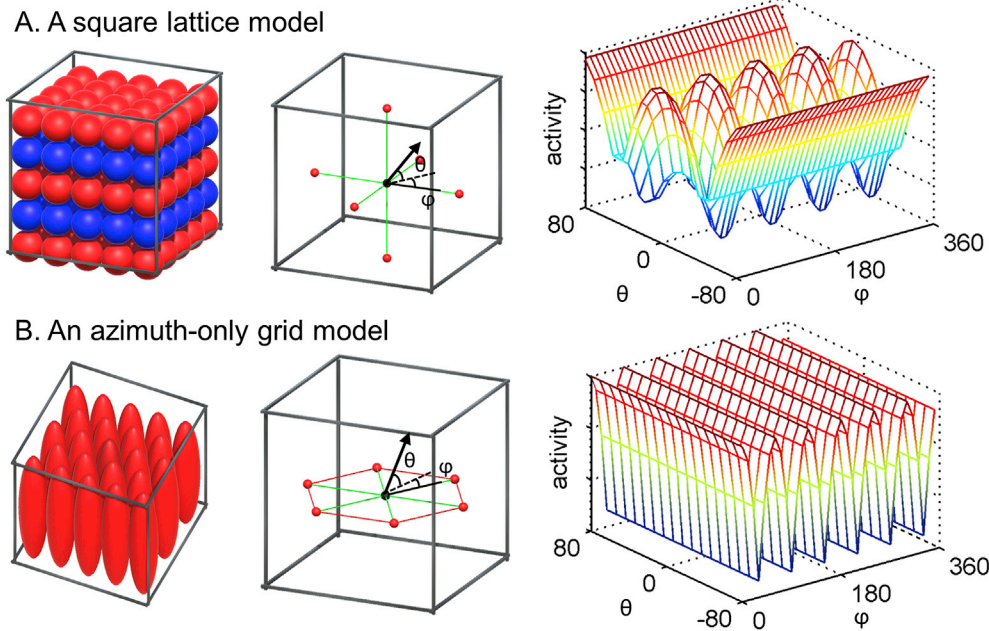 A. A square lattice model
θ
φ
activity
80
0
-80
θ
0
180
360
φ
B. An azimuth-only grid model
θ
φ
activity
80
0
-80
θ
0
180
360
φ